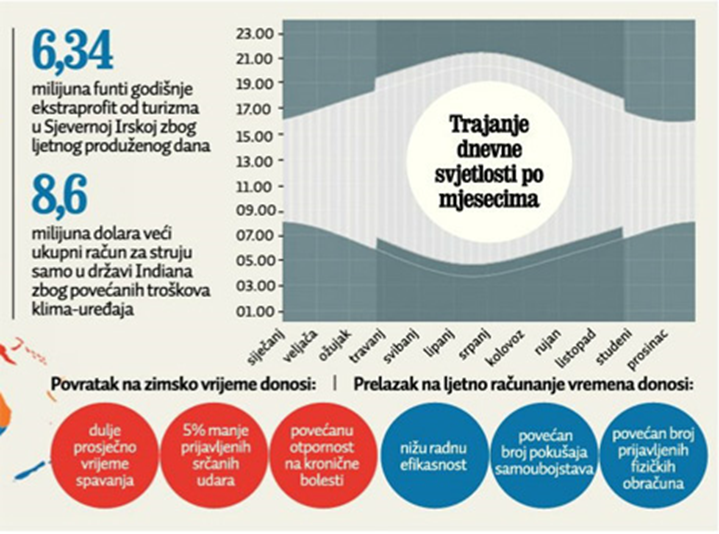 6,34
milijuna funti godišnje
ekstraprofit od turizma
u Sjevernoj Irskoj zbog
ljetnog produženog dana
8,6
milijuna dolara veći
ukupni račun za struju
samo u državi Indiana
zbog povećanih troškova
klima-uređaja
23.00
21.00
19.00
17.00
15.00
13.00
11.00
09.00
07.00
05.00
03.00
01.00
Trajanje
dnevne
svjetlosti po
mjesecima
siječanj
veljača
ožujak
travanj
svibanj
lipanj
srpanj
kolovoz
rujan
listopad
studeni
prosinac
Povratak na zimsko vrijeme donosi:
dulje
prosječno
vrijeme
spavanja
5% manje
prijavljenih
srčanih
udara
povećanu
otpornost
na kronične
bolesti
Prelazak na ljetno računanje vremena donosi:
nižu radnu
efikasnost
povećan
broj pokušaja
samoubojstava
povećan broj
prijavljenih
fizičkih
obračuna